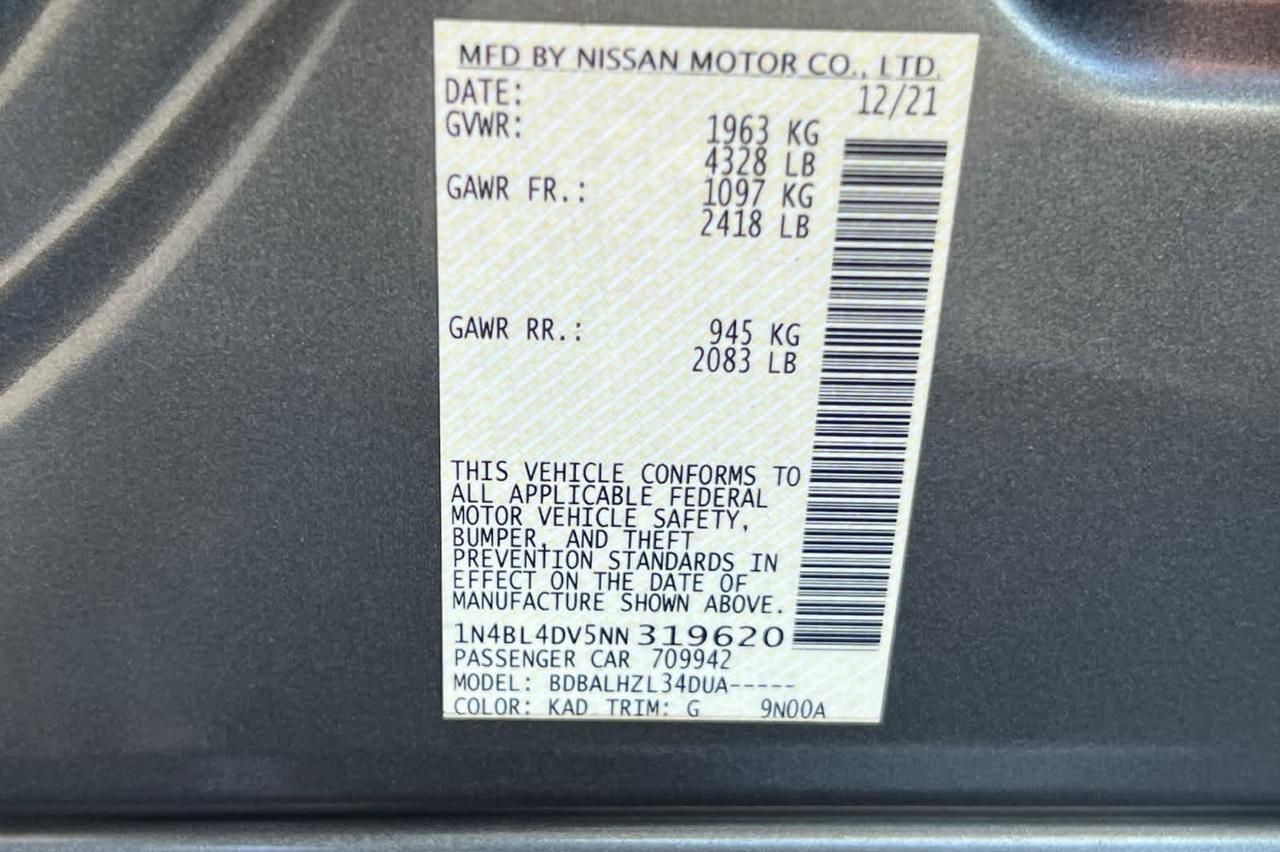 MFD BY NISSAN MOTOR CO., LTD.
DATE: 12/21
GVWR: 1963 KG
4328 LB
GAWR FR.: 1097 KG
2418 LB
GAWR RR.: 945 KG
2083 LB
THIS VEHICLE CONFORMS TO
ALL APPLICABLE FEDERAL
MOTOR VEHICLE SAFETY,
BUMPER, AND THEFT
PREVENTION STANDARDS IN
EFFECT ON THE DATE OF
MANUFACTURE SHOWN ABOVE.
1N4BL4DV5NN319620
PASSENGER CAR 709942
MODEL: BDBALHZL34DUA-----
COLOR: KAD TRIM: G 9N00A